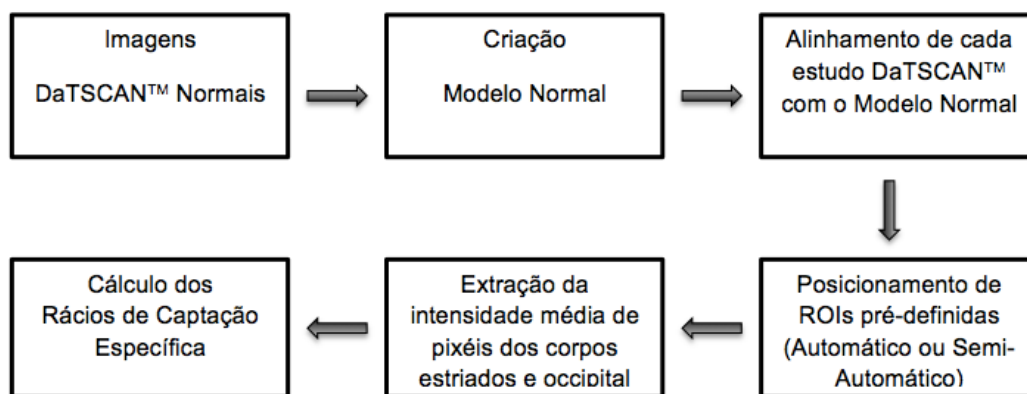 Imagens
DaTSCAN™ Normais
Criação
Modelo Normal
Alinhamento de cada
estudo DaTSCAN™
com o Modelo Normal
Posicionamento de
ROIs pré-definidas
(Automático ou Semi-
Automático)
Extração da
intensidade média de
pixéis dos corpos
estriados e occipital
Cálculo dos
Rácios de Captação
Específica